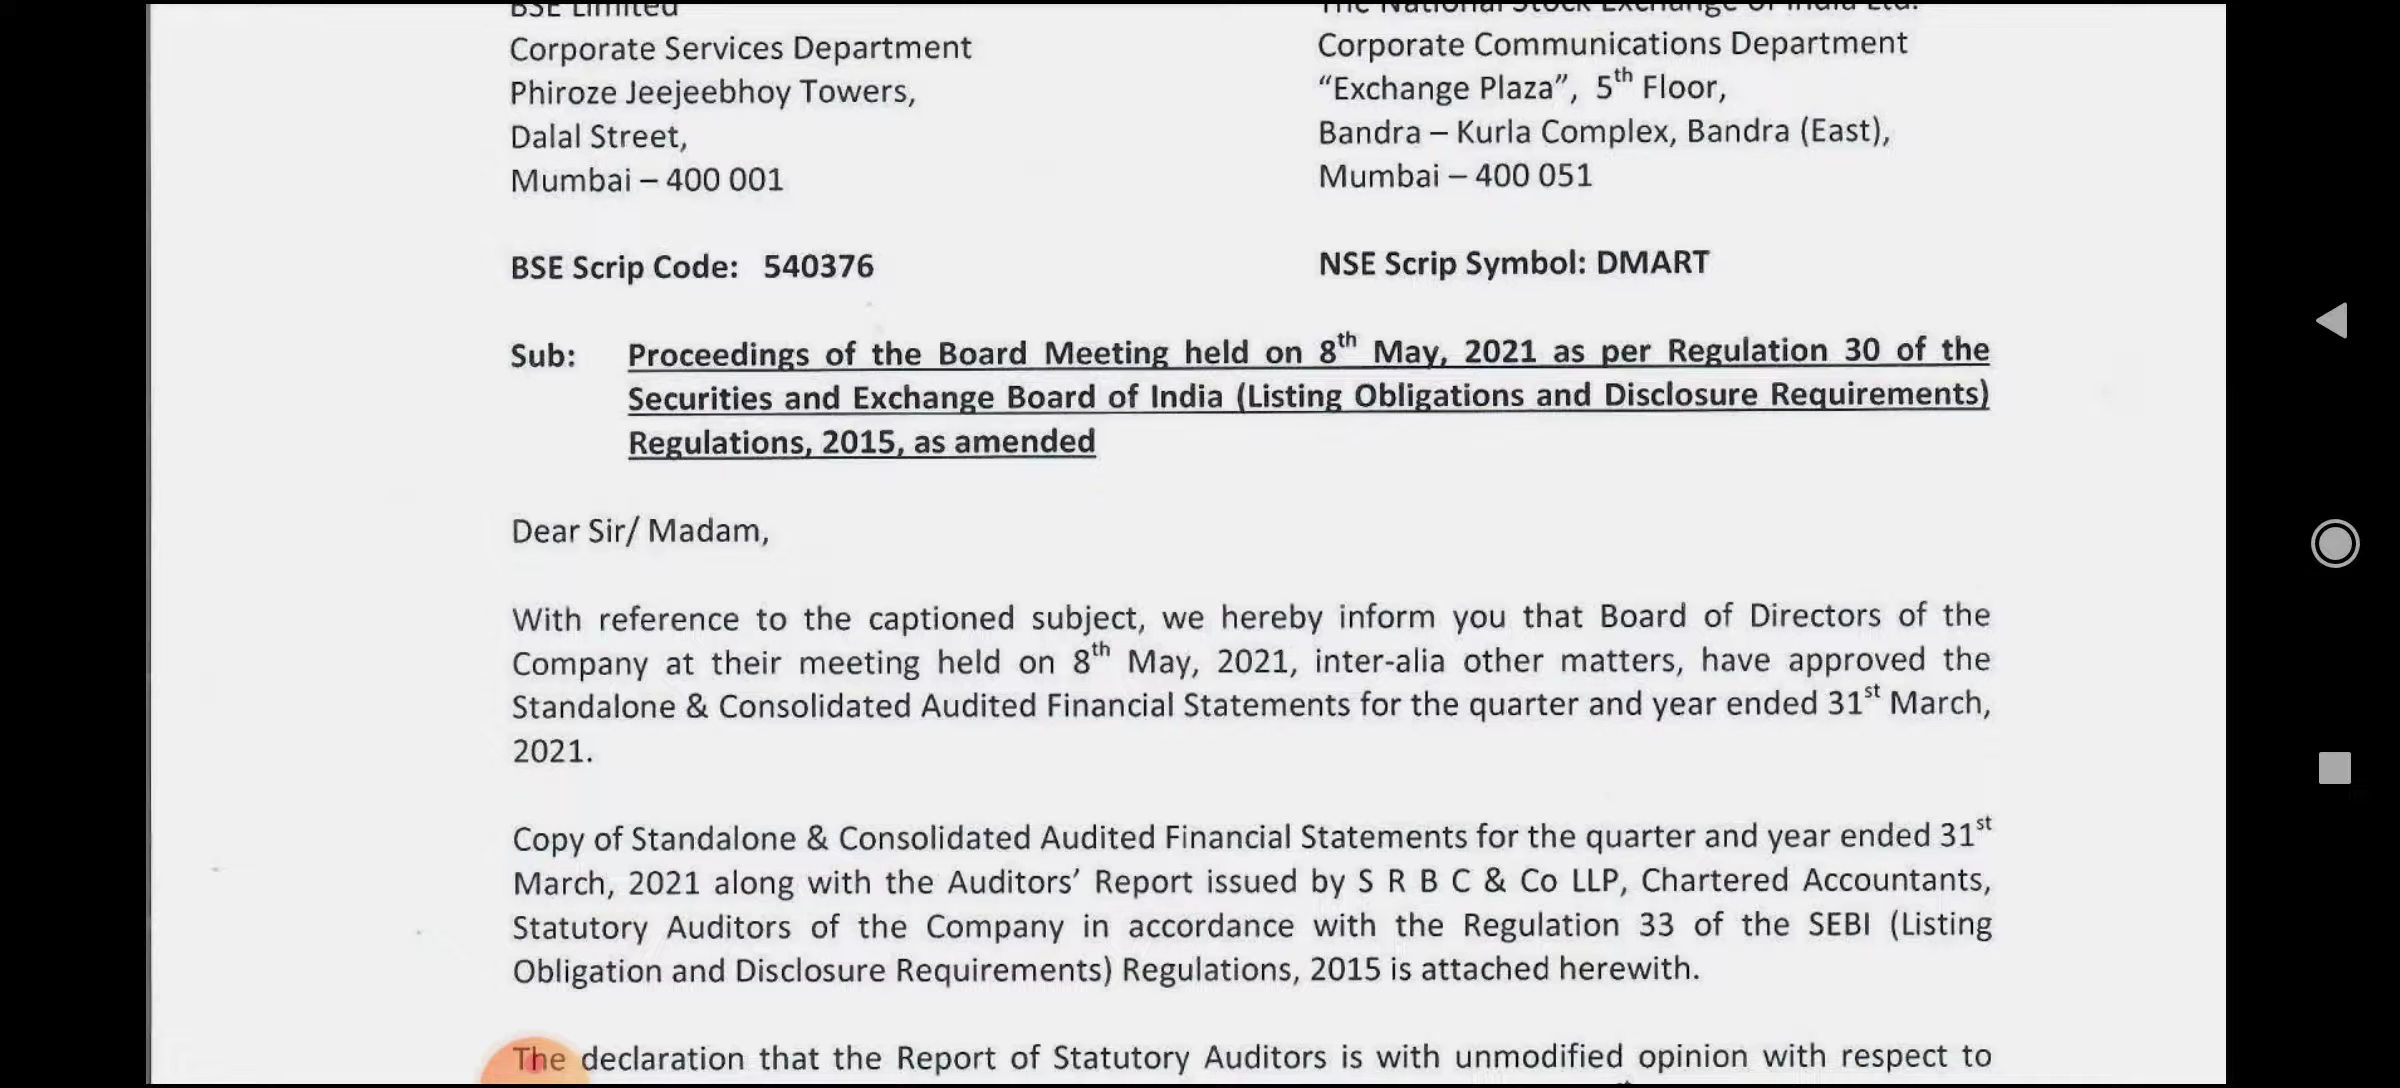 BSE Limited
The National Stock Exchange of India Ltd.
Corporate Services Department
Corporate Communications Department
Phiroze Jeejeebhoy Towers,
“Exchange Plaza”, 5th Floor,
Dalal Street,
Bandra – Kurla Complex, Bandra (East),
Mumbai – 400 001
Mumbai – 400 051
BSE Scrip Code: 540376
NSE Scrip Symbol: DMART
Sub: Proceedings of the Board Meeting held on 8th May, 2021 as per Regulation 30 of the
Securities and Exchange Board of India (Listing Obligations and Disclosure Requirements)
Regulations, 2015, as amended
Dear Sir/ Madam,
With reference to the captioned subject, we hereby inform you that Board of Directors of the
Company at their meeting held on 8th May, 2021, inter-alia other matters, have approved the
Standalone & Consolidated Audited Financial Statements for the quarter and year ended 31st March,
2021.
Copy of Standalone & Consolidated Audited Financial Statements for the quarter and year ended 31st
March, 2021 along with the Auditors’ Report issued by S R B C & Co LLP, Chartered Accountants,
Statutory Auditors of the Company in accordance with the Regulation 33 of the SEBI (Listing
Obligation and Disclosure Requirements) Regulations, 2015 is attached herewith.
The declaration that the Report of Statutory Auditors is with unmodified opinion with respect to